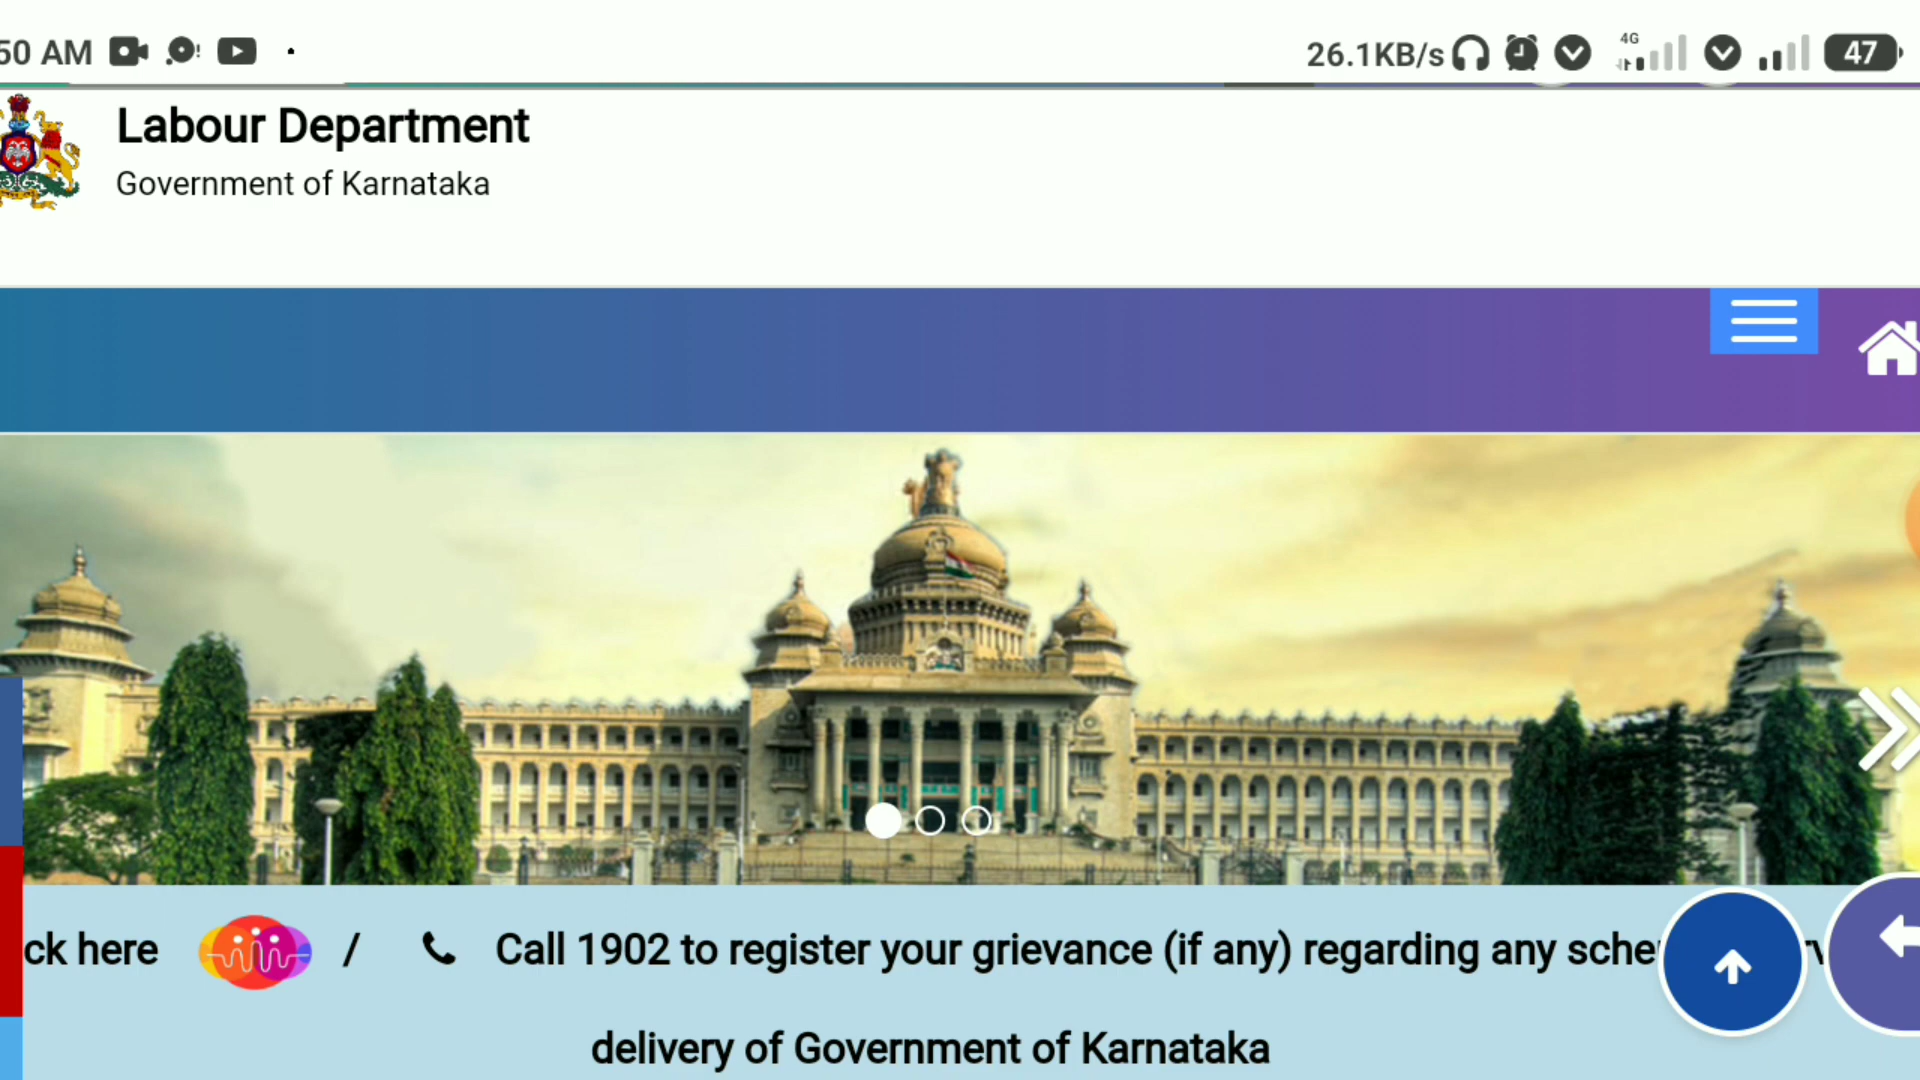 50 AM
26.1KB/s
4G
47
Labour Department
Government of Karnataka
ck here / Call 1902 to register your grievance (if any) regarding any sche
delivery of Government of Karnataka